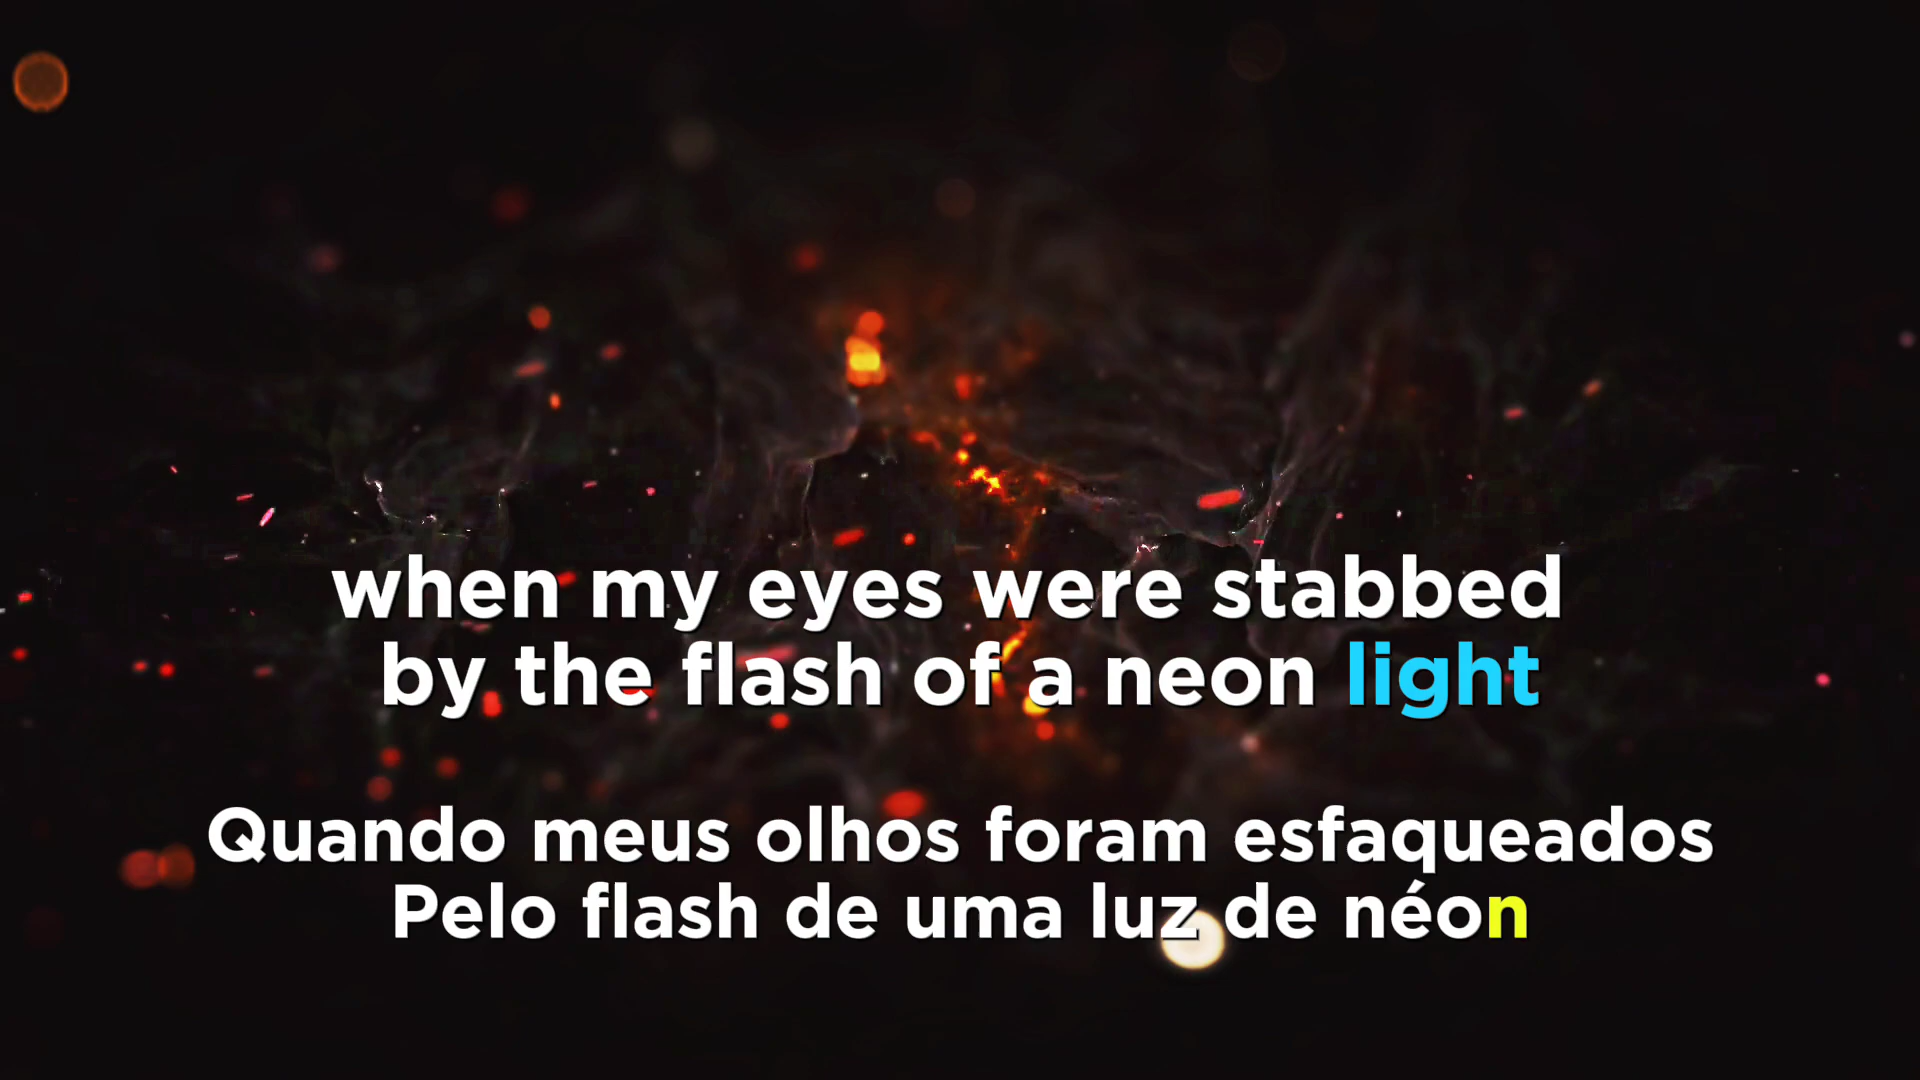 when my eyes were stabbed
by the flash of a neon light
Quando meus olhos foram esfaqueados
Pelo flash de uma luz de néon